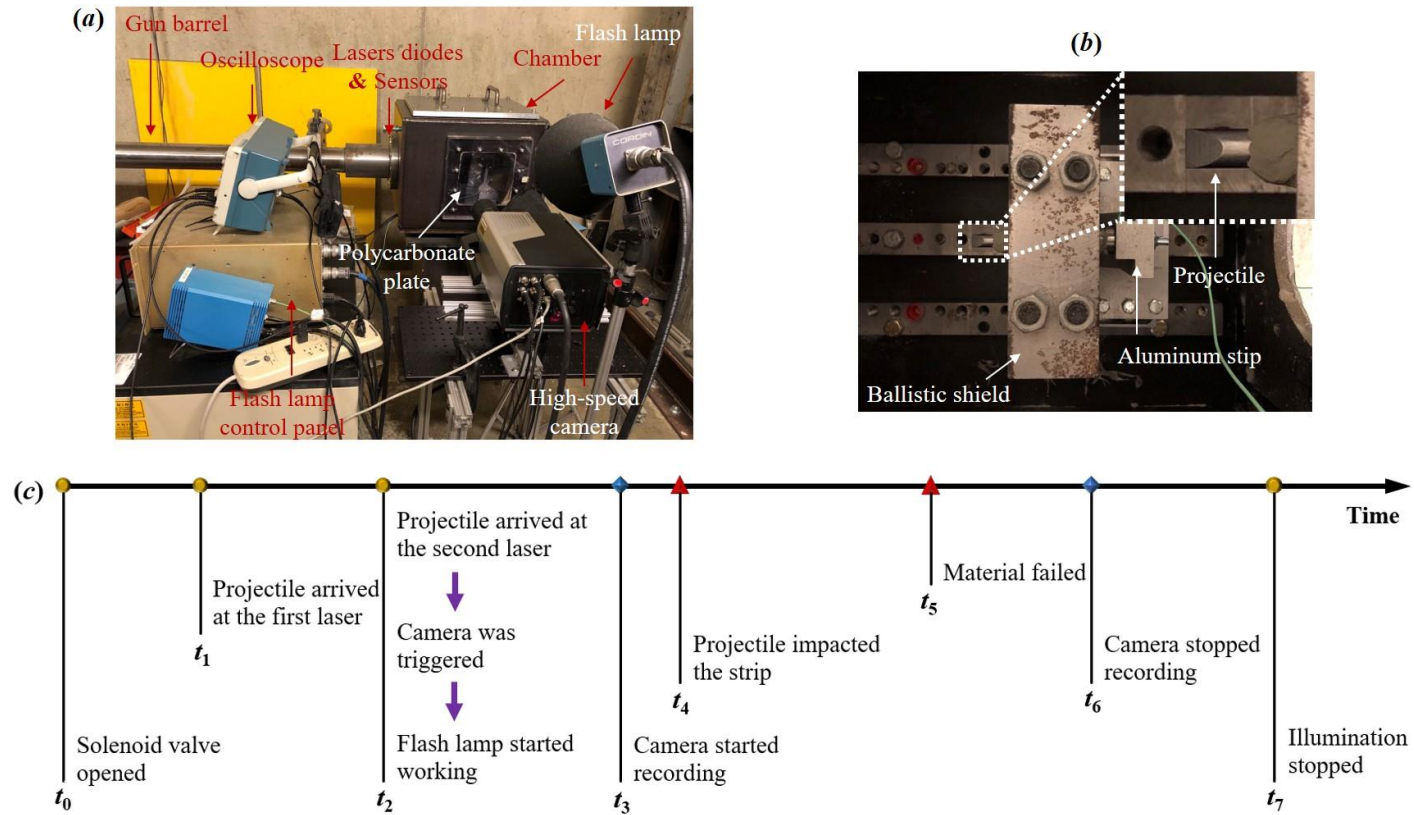 (a)
Gun barrel
Oscilloscope
Lasers diodes
& Sensors
Chamber
Flash lamp
CORDIN
Polycarbonate
plate
Flash lamp
control panel
High-speed
camera
(b)
Projectile
Aluminum stip
Ballistic shield
(c)
Time
t0
Solenoid valve
opened
t1
Projectile arrived
at the first laser
t2
Projectile arrived at
the second laser
Camera was
triggered
Flash lamp started
working
t3
Camera started
recording
t4
Projectile impacted
the strip
t5
Material failed
t6
Camera stopped
recording
t7
Illumination
stopped